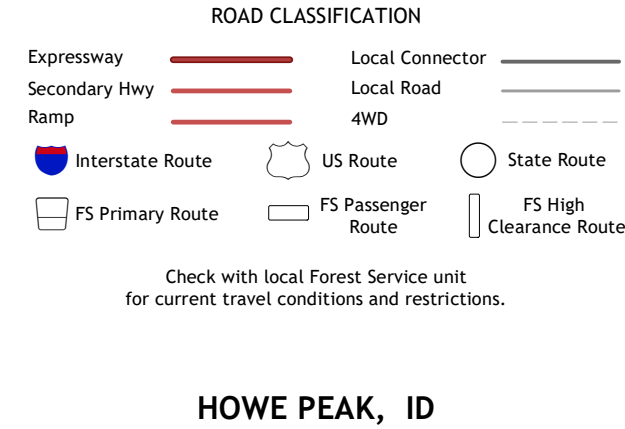 ROAD CLASSIFICATION
Expressway
Local Connector
Secondary Hwy
Local Road
Ramp
4WD
Interstate Route
US Route
State Route
FS Primary Route
FS Passenger
Route
FS High
Clearance Route
Check with local Forest Service unit
for current travel conditions and restrictions.
HOWE PEAK, ID